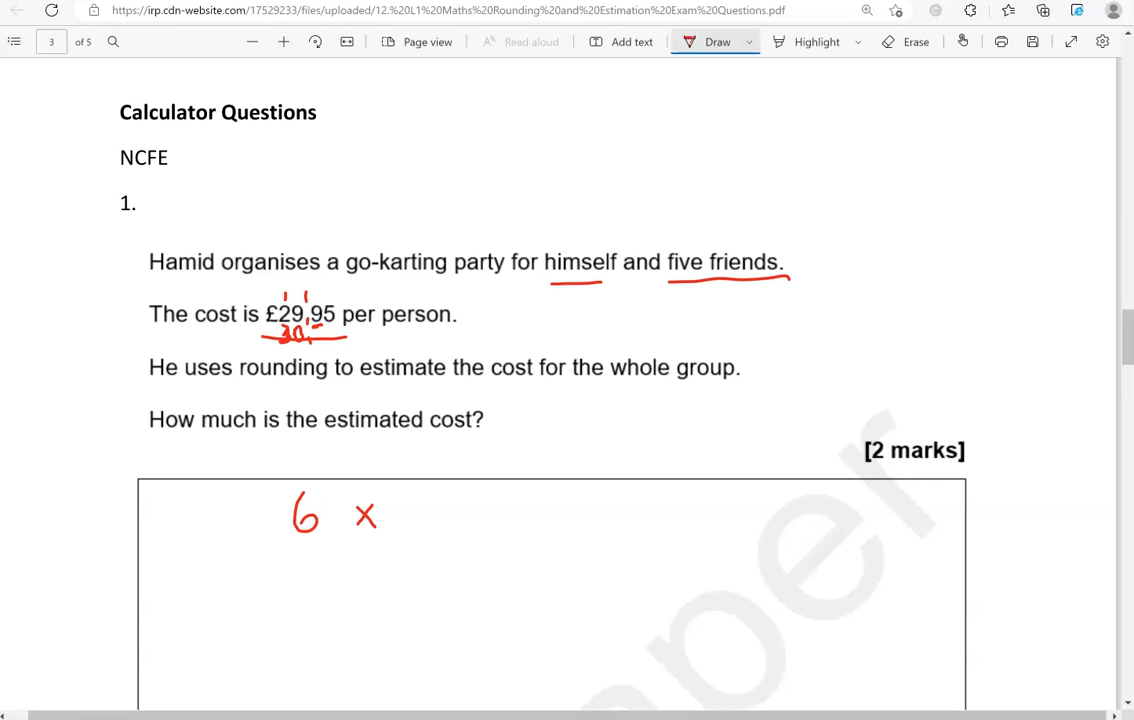 https://irp.cdn-website.com/17529233/files/uploaded/12.%20L1%20Maths%20Rounding%20and%20Estimation%20Exam%20Questions.pdf
3 of 5 Page view Read aloud Add text Draw Highlight Erase
Calculator Questions
NCFE
1.
Hamid organises a go-karting party for himself and five friends.
The cost is £29.95 per person.
30
He uses rounding to estimate the cost for the whole group.
How much is the estimated cost?
[2 marks]
6 x
per